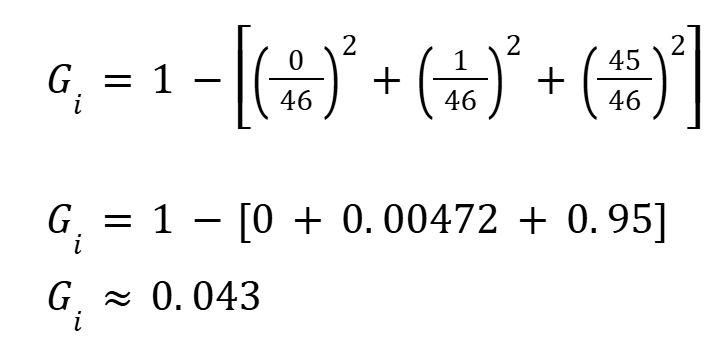 G_i = 1 − [(0/46)² + (1/46)² + (45/46)²]
G_i = 1 − [0 + 0.00472 + 0.95]
G_i ≈ 0.043